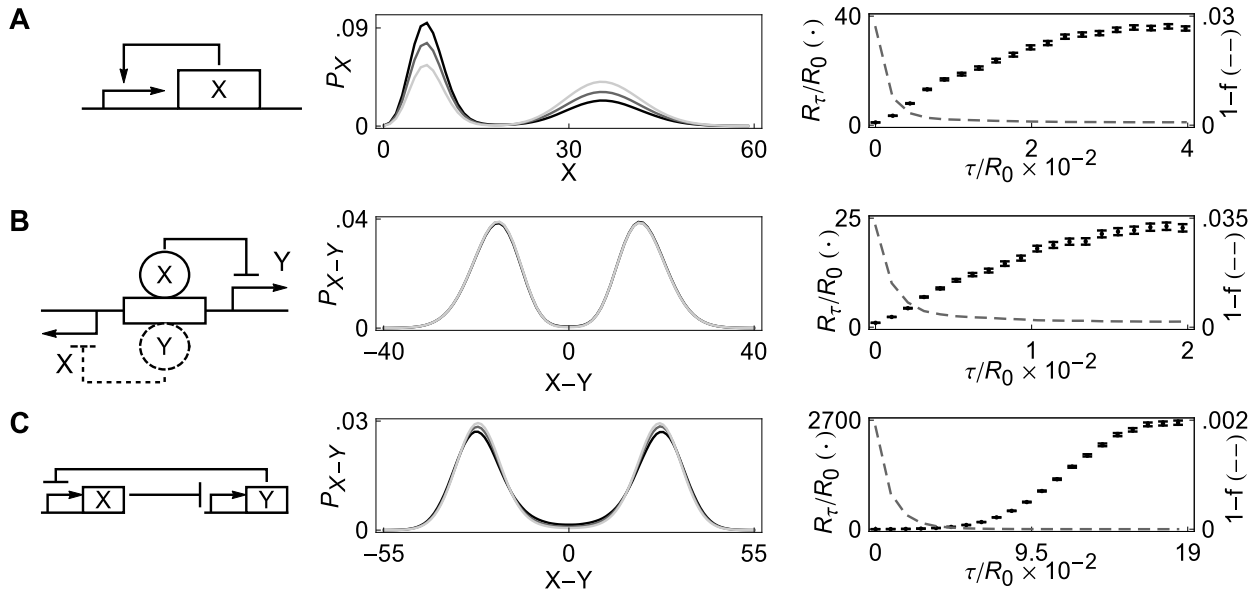 A
X
.09
P_X
0
0 30 60
X
40
R_τ/R_0 (·)
0
.03
1–f (––)
0
0 2 4
τ/R_0 × 10^−2
B
X
Y
Y
X
.04
P_X–Y
0
−40 0 40
X–Y
25
R_τ/R_0 (·)
0
.035
1–f (––)
0
0 1 2
τ/R_0 × 10^−2
C
X
Y
.03
P_X–Y
0
−55 0 55
X–Y
2700
R_τ/R_0 (·)
0
.002
1–f (––)
0
0 9.5 19
τ/R_0 × 10^−2